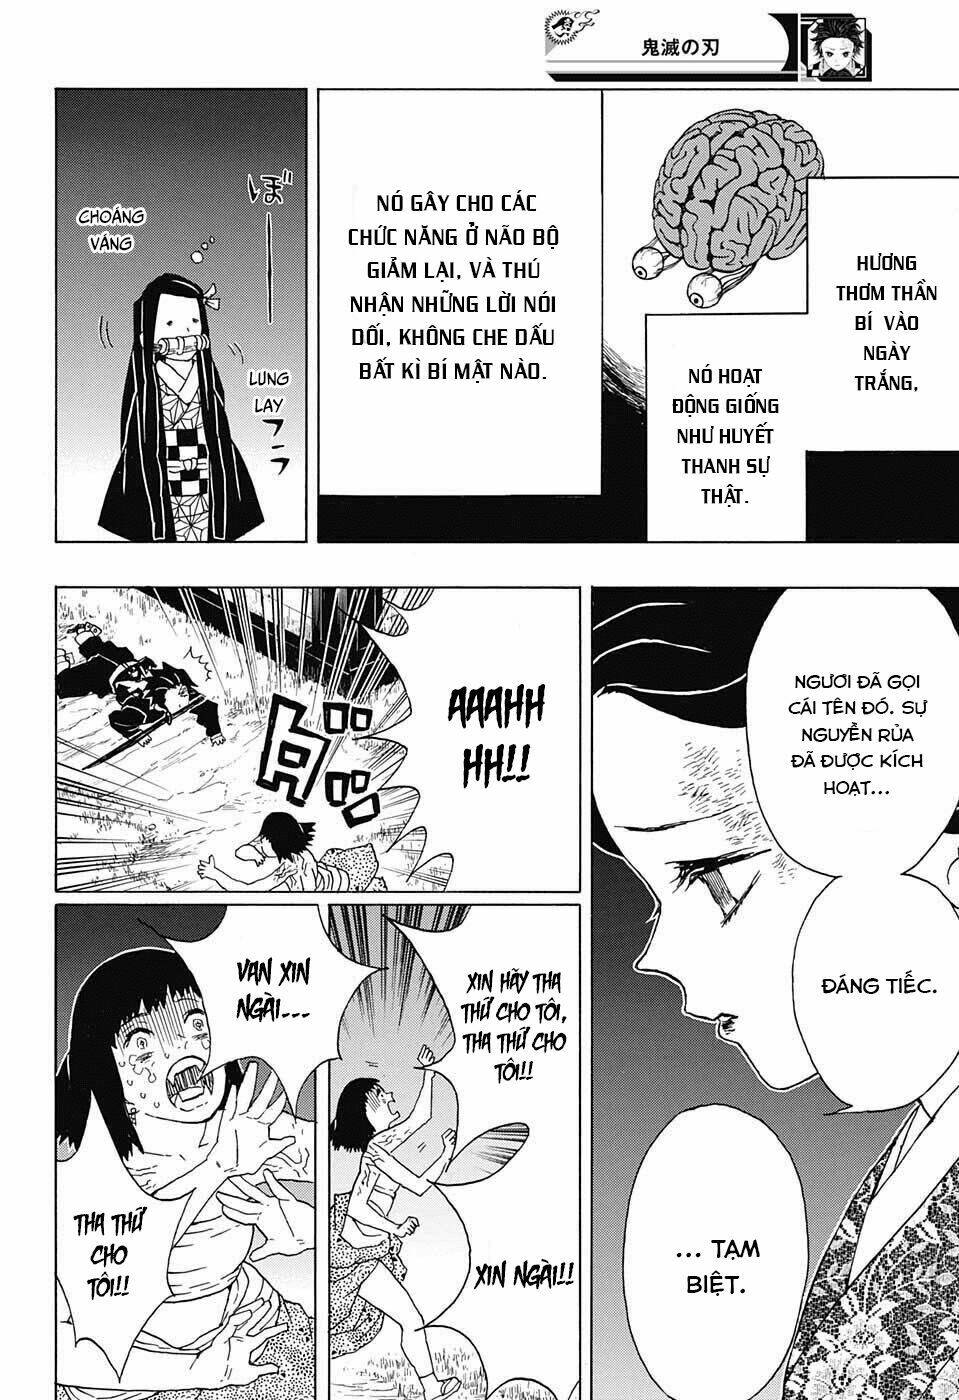 鬼滅の刃
HƯƠNG
THƠM THẦN
BÍ VÀO
NGÀY
TRẮNG,
NÓ HOẠT
ĐỘNG GIỐNG
NHƯ HUYẾT
THANH SỰ
THẬT.
NÓ GÂY CHO CÁC
CHỨC NĂNG Ở NÃO BỘ
GIẢM LẠI, VÀ THÚ
NHẬN NHỮNG LỜI NÓI
DỐI, KHÔNG CHE DẤU
BẤT KÌ BÍ MẬT NÀO.
ぼ
CHOÁNG
VÁNG
LUNG
LAY
フラ
NGƯƠI ĐÃ GỌI
CÁI TÊN ĐÓ. SỰ
NGUYỀN RỦA
ĐÃ ĐƯỢC KÍCH
HOẠT...
ĐÁNG TIẾC.
... TẠM
BIỆT.
AAAHH
HH!!
XIN HÃY THA
THỨ CHO TÔI,
THA THỨ CHO
TÔI!!
XIN NGÀI!!
VẠN XIN
NGÀI...
THA THỨ
CHO
TÔI!!